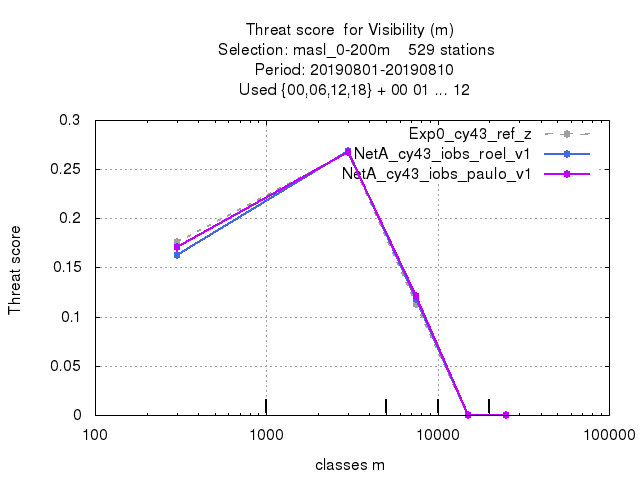 Threat score for Visibility (m)
Selection: masl_0-200m 529 stations
Period: 20190801-20190810
Used {00,06,12,18} + 00 01 ... 12
0.3
0.25
0.2
0.15
0.1
0.05
0
Threat score
Exp0_cy43_ref_z
NetA_cy43_iobs_roel_v1
NetA_cy43_iobs_paulo_v1
100 1000 10000 100000
classes m